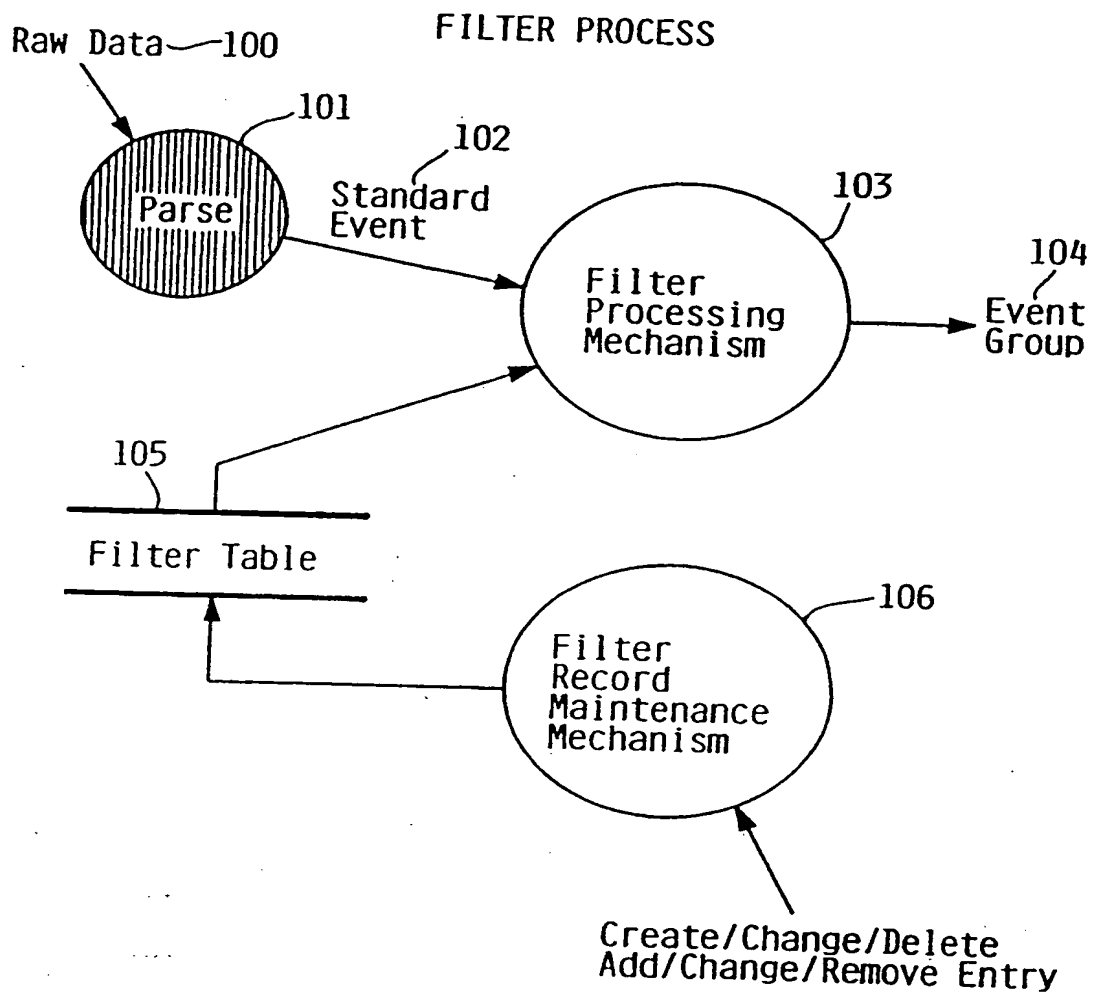 FILTER PROCESS
Raw Data 100
101
Parse
102
Standard
Event
103
Filter
Processing
Mechanism
104
Event
Group
105
Filter Table
106
Filter
Record
Maintenance
Mechanism
Create/Change/Delete
Add/Change/Remove Entry